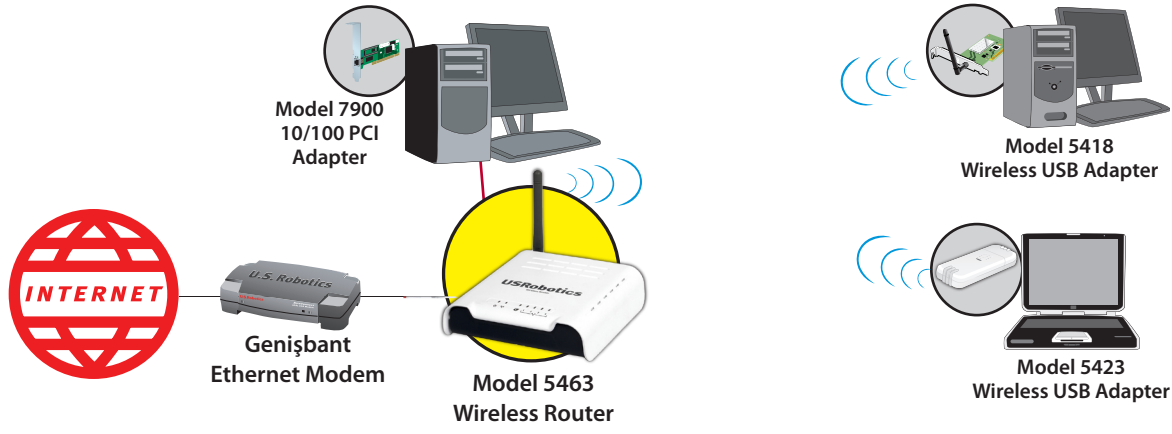 Model 7900
10/100 PCI
Adapter
Model 5418
Wireless USB Adapter
INTERNET
U.S. Robotics
USRobotics
Genişbant
Ethernet Modem
Model 5463
Wireless Router
Model 5423
Wireless USB Adapter